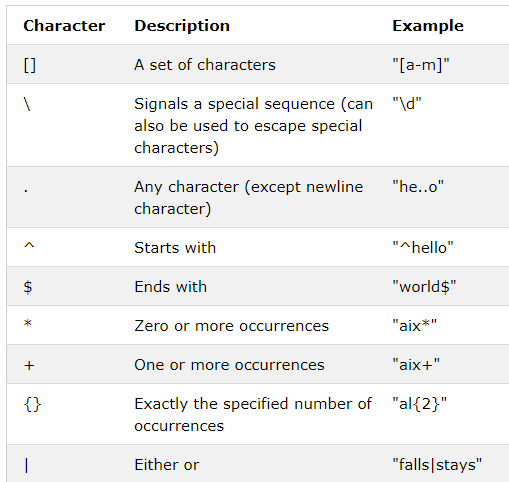 Character Description Example
[] A set of characters "[a-m]"
\ Signals a special sequence (can "\d"
also be used to escape special
characters)
. Any character (except newline "he..o"
character)
^ Starts with "^hello"
$ Ends with "world$"
* Zero or more occurrences "aix*"
+ One or more occurrences "aix+"
{} Exactly the specified number of "al{2}"
occurrences
| Either or "falls|stays"